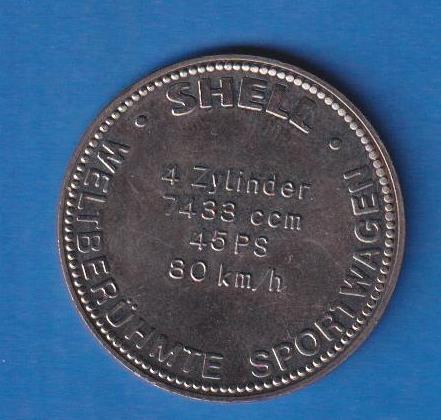 SHELL
4 Zylinder
7433 ccm
45 PS
80 km/h
WELTBERÜHMTE SPORTWAGEN